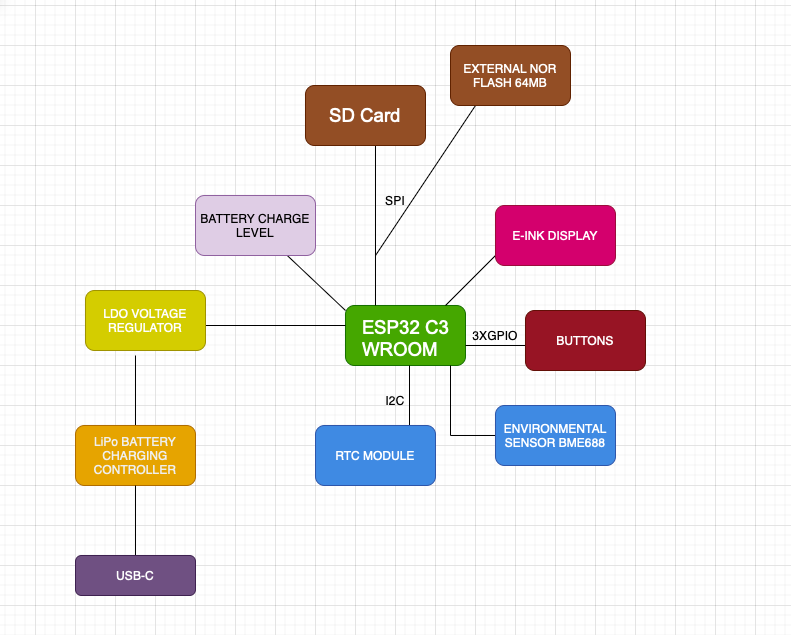 EXTERNAL NOR
FLASH 64MB
SD Card
SPI
BATTERY CHARGE
LEVEL
E-INK DISPLAY
LDO VOLTAGE
REGULATOR
ESP32 C3
WROOM
3XGPIO
BUTTONS
I2C
ENVIRONMENTAL
SENSOR BME688
LiPo BATTERY
CHARGING
CONTROLLER
RTC MODULE
USB-C